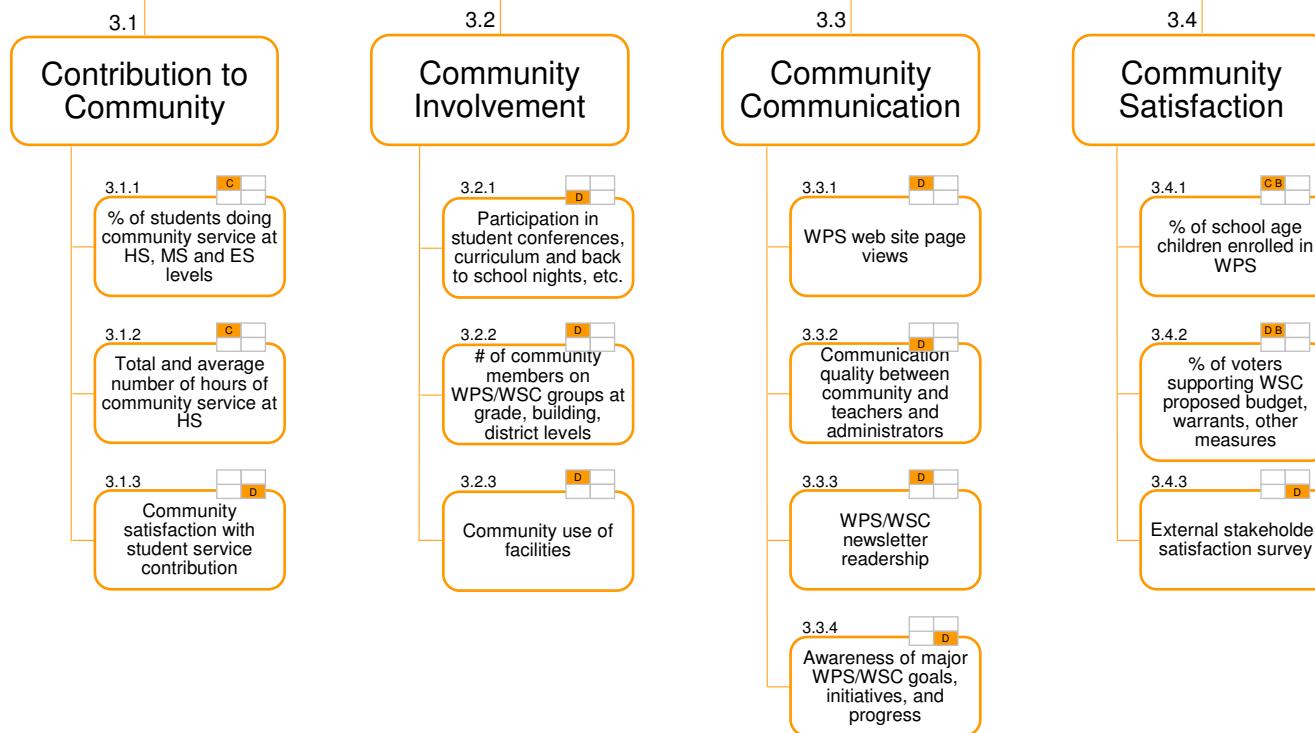 3.1
Contribution to
Community
3.1.1
C
% of students doing
community service at
HS, MS and ES
levels
3.1.2
C
Total and average
number of hours of
community service at
HS
3.1.3
D
Community
satisfaction with
student service
contribution
3.2
Community
Involvement
3.2.1
D
Participation in
student conferences,
curriculum and back
to school nights, etc.
3.2.2
D
# of community
members on
WPS/WSC groups at
grade, building,
district levels
3.2.3
D
Community use of
facilities
3.3
Community
Communication
3.3.1
D
WPS web site page
views
3.3.2
D
Communication
quality between
community and
teachers and
administrators
3.3.3
D
WPS/WSC
newsletter
readership
3.3.4
D
Awareness of major
WPS/WSC goals,
initiatives, and
progress
3.4
Community
Satisfaction
3.4.1
C B
% of school age
children enrolled in
WPS
3.4.2
D B
% of voters
supporting WSC
proposed budget,
warrants, other
measures
3.4.3
D
External stakeholde
satisfaction survey